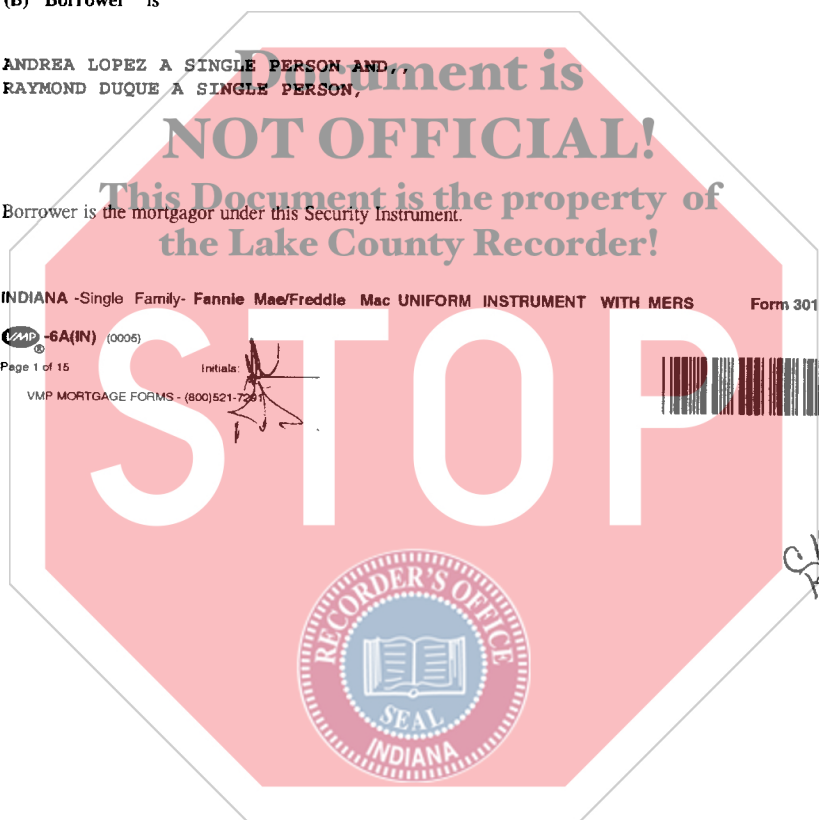 (B) "Borrower" is
ANDREA LOPEZ A SINGLE PERSON AND,,
RAYMOND DUQUE A SINGLE PERSON,
Document is
NOT OFFICIAL!
This Document is the property of
the Lake County Recorder!
Borrower is the mortgagor under this Security Instrument.
INDIANA -Single Family- Fannie Mae/Freddie Mac UNIFORM INSTRUMENT WITH MERS Form 301
VMP® -6A(IN) (0005)
Page 1 of 15 Initials:
VMP MORTGAGE FORMS - (800)521-7291
STOP
RECORDER'S OFFICE
SEAL
INDIANA